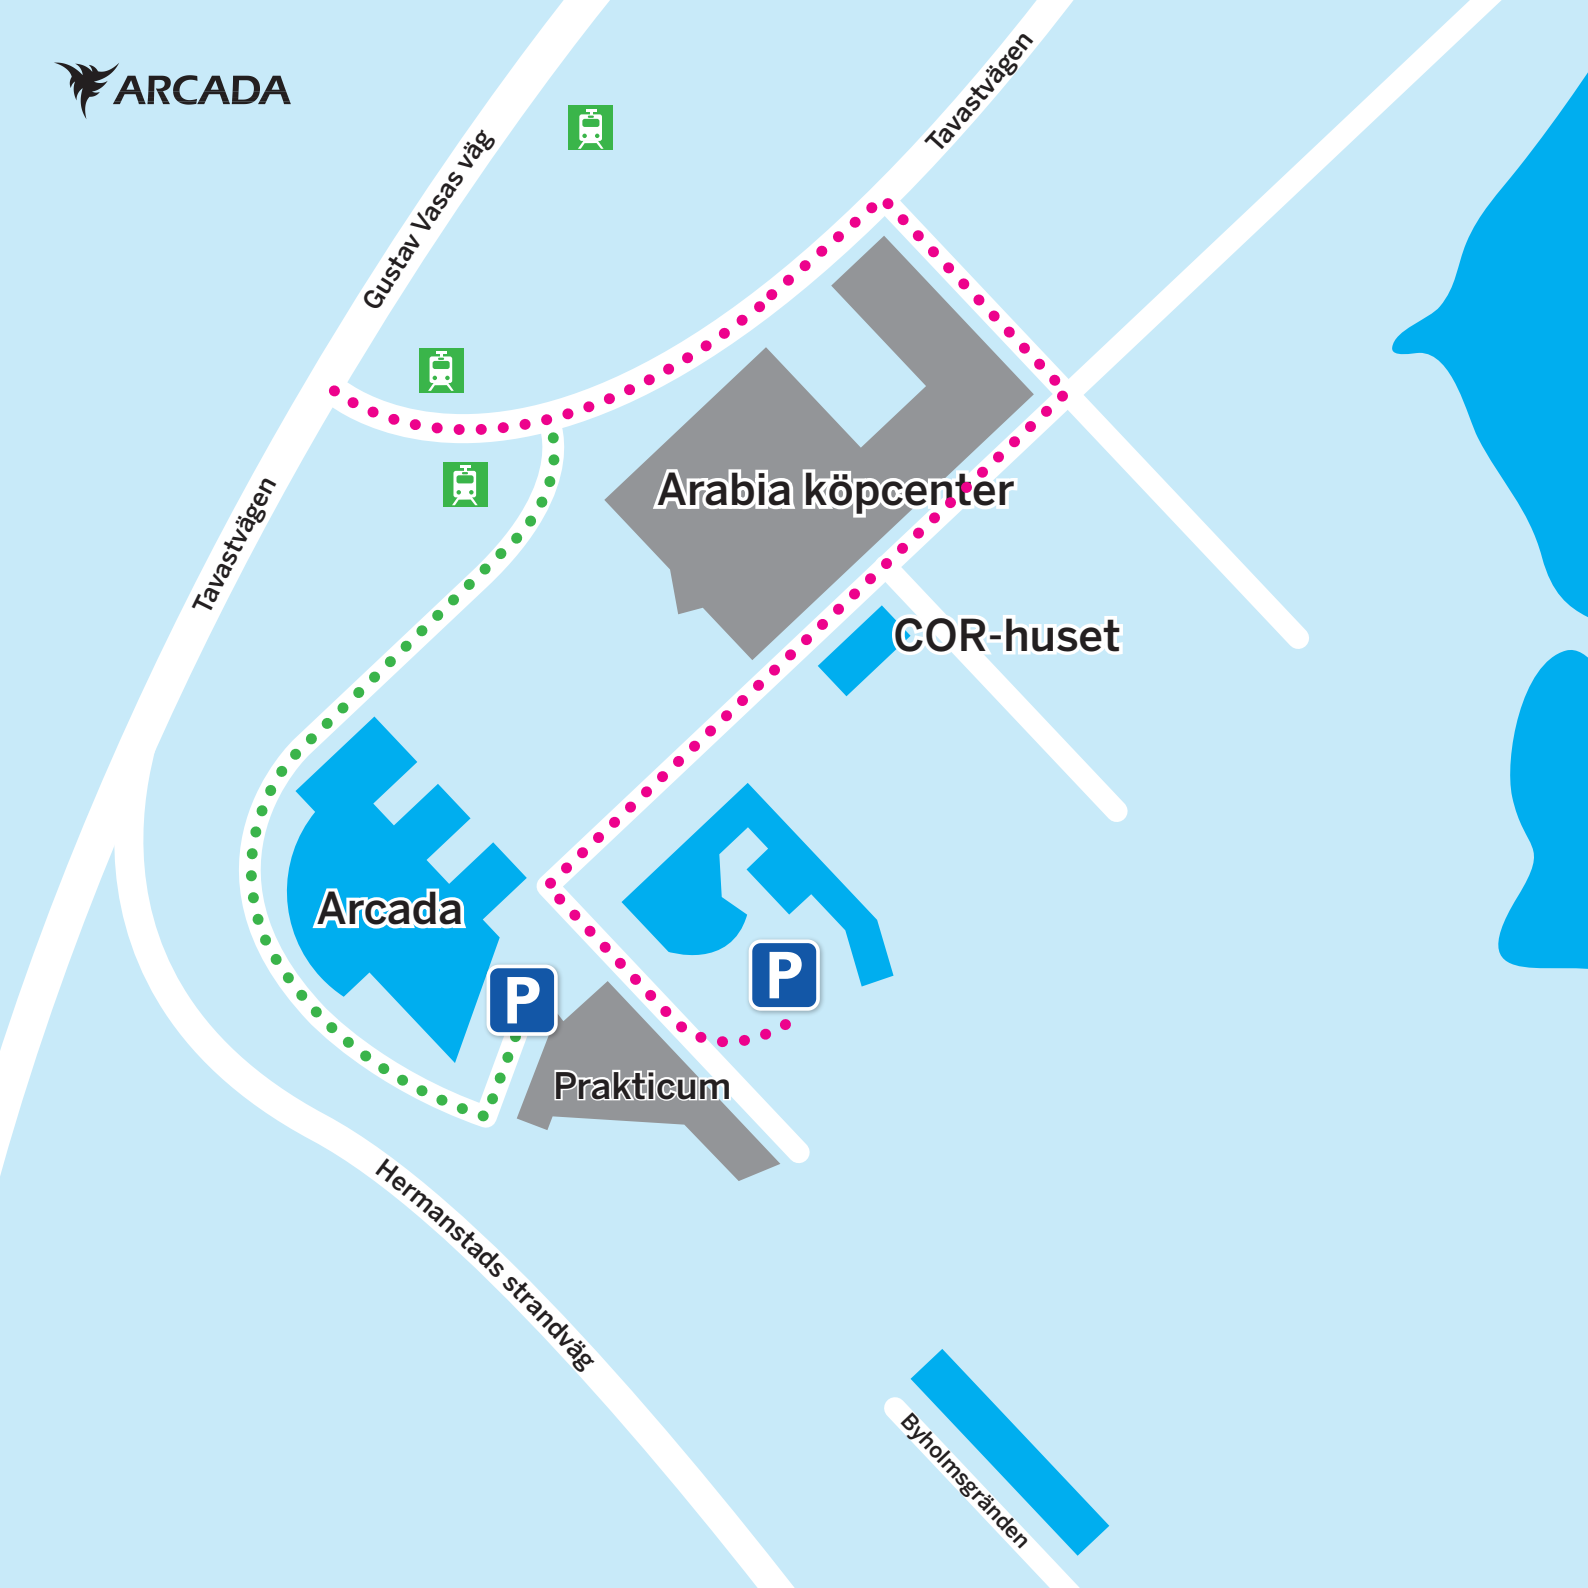 ARCADA
Tavastvägen
Gustav Vasas väg
Tavastvägen
Arabia köpcenter
COR-huset
Arcada
P
P
Prakticum
Hermanstads strandväg
Byholmsgränden